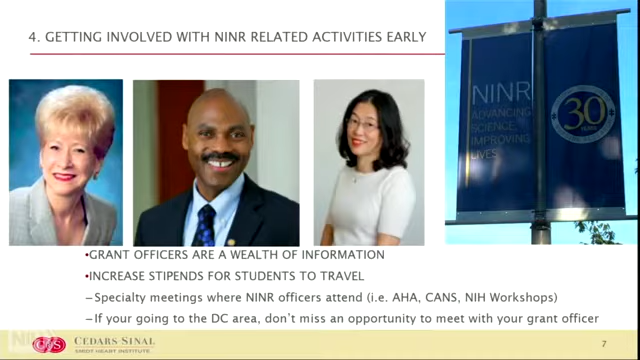 4. GETTING INVOLVED WITH NINR RELATED ACTIVITIES EARLY
NINR
ADVANCING
SCIENCE,
IMPROVING
LIVES
30
YEARS
•GRANT OFFICERS ARE A WEALTH OF INFORMATION
•INCREASE STIPENDS FOR STUDENTS TO TRAVEL
–Specialty meetings where NINR officers attend (i.e. AHA, CANS, NIH Workshops)
–If your going to the DC area, don't miss an opportunity to meet with your grant officer
NIH
CEDARS SINAI
SMIDT HEART INSTITUTE
7